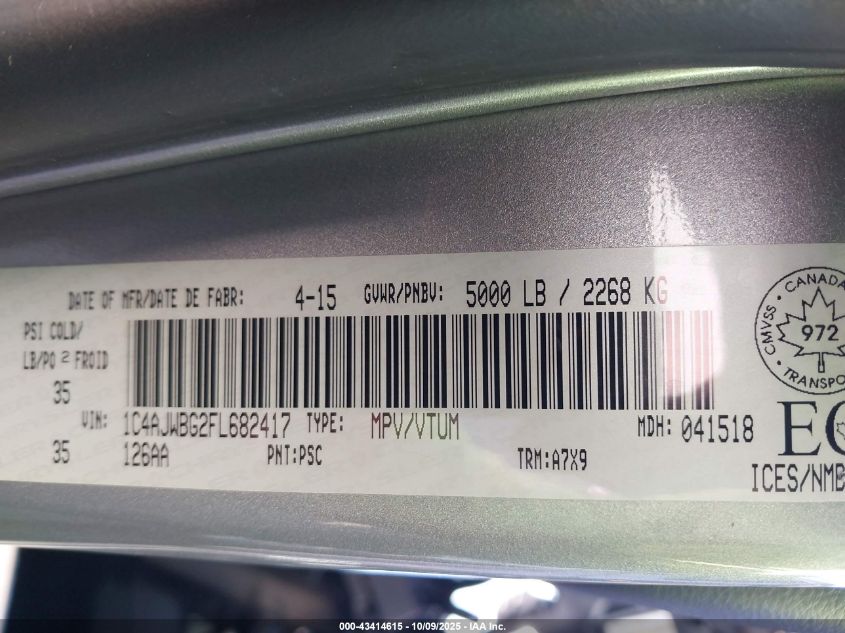 DATE OF MFR/DATE DE FABR: 4-15 GVWR/PNBV: 5000 LB / 2268 KG
PSI COLD/
LB/PO 2 FROID
35
VIN: 1C4AJWBG2FL682417 TYPE: MPV/VTUM MDH: 041518
35 126AA PNT:PSC TRM:A7X9
CANADA
CMVSS
972
TRANSPO
ICES/NMB
000-43414615 - 10/09/2025 - IAA Inc.